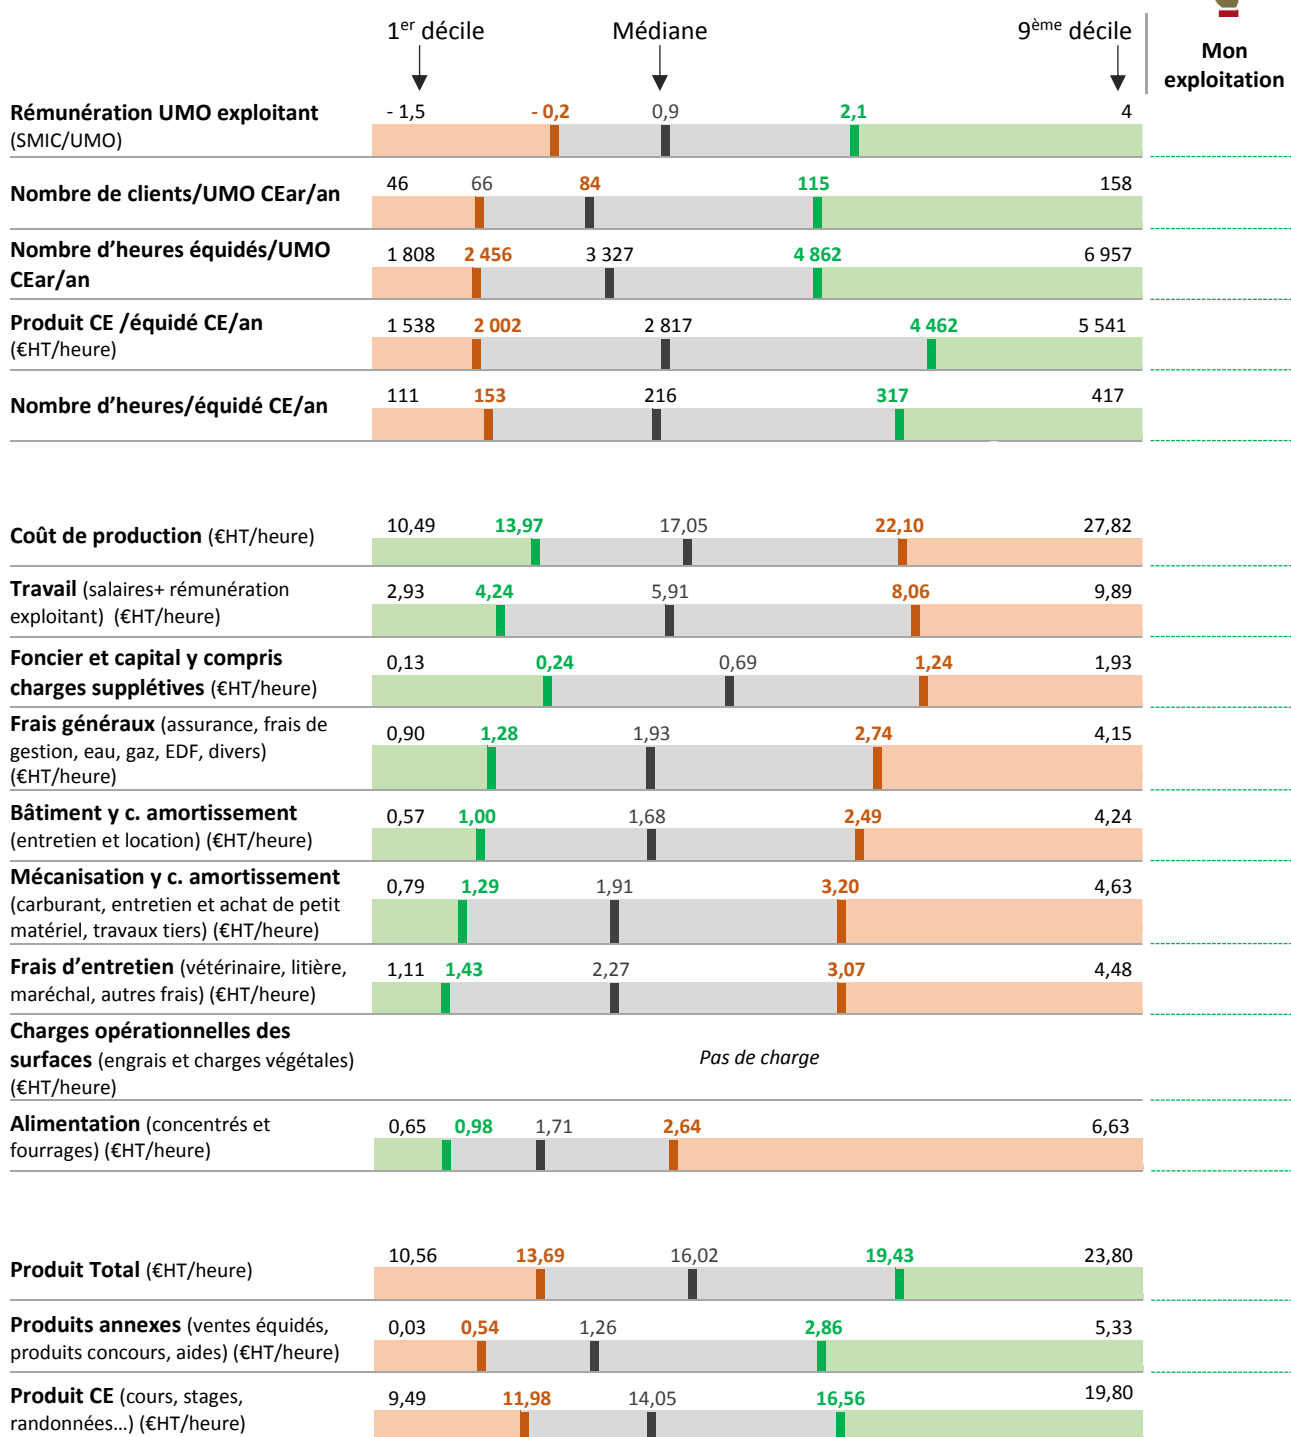 1er décile Médiane 9ème décile
Mon
exploitation
Rémunération UMO exploitant
(SMIC/UMO)
- 1,5 - 0,2 0,9 2,1 4
Nombre de clients/UMO CEar/an
46 66 84 115 158
Nombre d'heures équidés/UMO
CEar/an
1 808 2 456 3 327 4 862 6 957
Produit CE /équidé CE/an
(€HT/heure)
1 538 2 002 2 817 4 462 5 541
Nombre d'heures/équidé CE/an
111 153 216 317 417
Coût de production (€HT/heure)
10,49 13,97 17,05 22,10 27,82
Travail (salaires+ rémunération
exploitant) (€HT/heure)
2,93 4,24 5,91 8,06 9,89
Foncier et capital y compris
charges supplétives (€HT/heure)
0,13 0,24 0,69 1,24 1,93
Frais généraux (assurance, frais de
gestion, eau, gaz, EDF, divers)
(€HT/heure)
0,90 1,28 1,93 2,74 4,15
Bâtiment y c. amortissement
(entretien et location) (€HT/heure)
0,57 1,00 1,68 2,49 4,24
Mécanisation y c. amortissement
(carburant, entretien et achat de petit
matériel, travaux tiers) (€HT/heure)
0,79 1,29 1,91 3,20 4,63
Frais d'entretien (vétérinaire, litière,
maréchal, autres frais) (€HT/heure)
1,11 1,43 2,27 3,07 4,48
Charges opérationnelles des
surfaces (engrais et charges végétales)
(€HT/heure)
Pas de charge
Alimentation (concentrés et
fourrages) (€HT/heure)
0,65 0,98 1,71 2,64 6,63
Produit Total (€HT/heure)
10,56 13,69 16,02 19,43 23,80
Produits annexes (ventes équidés,
produits concours, aides) (€HT/heure)
0,03 0,54 1,26 2,86 5,33
Produit CE (cours, stages,
randonnées...) (€HT/heure)
9,49 11,98 14,05 16,56 19,80